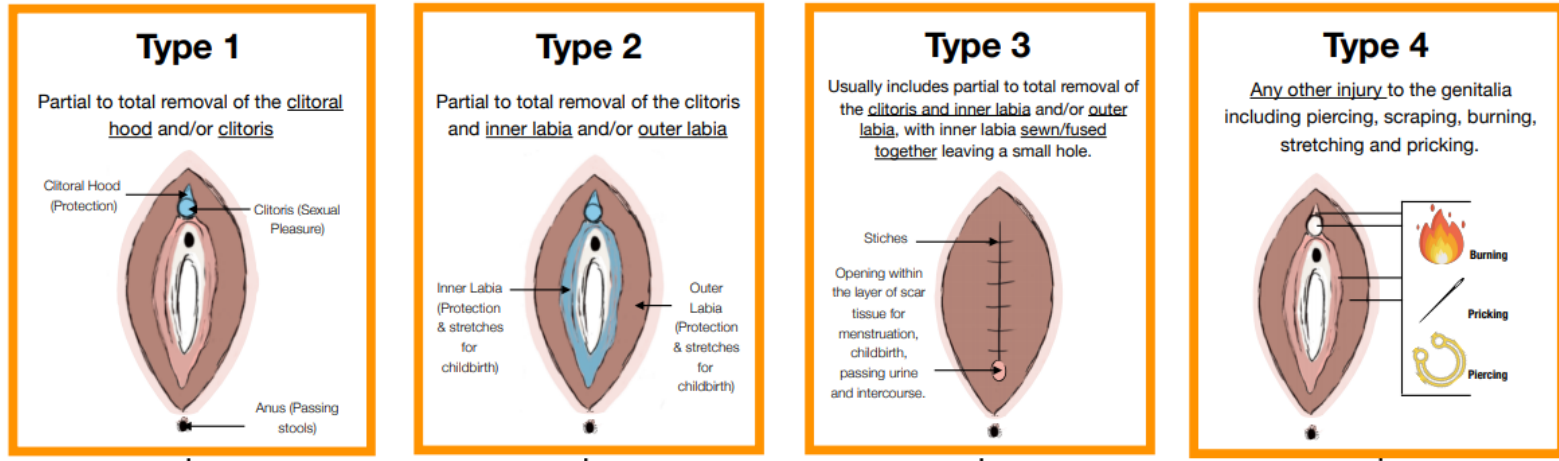 Type 1
Partial to total removal of the clitoral
hood and/or clitoris
Clitoral Hood
(Protection)
Clitoris (Sexual
Pleasure)
Anus (Passing
stools)
Type 2
Partial to total removal of the clitoris
and inner labia and/or outer labia
Inner Labia
(Protection
& stretches
for
childbirth)
Outer
Labia
(Protection
& stretches
for
childbirth)
Type 3
Usually includes partial to total removal of
the clitoris and inner labia and/or outer
labia, with inner labia sewn/fused
together leaving a small hole.
Stiches
Opening within
the layer of scar
tissue for
menstruation,
childbirth,
passing urine
and intercourse.
Type 4
Any other injury to the genitalia
including piercing, scraping, burning,
stretching and pricking.
Burning
Pricking
Piercing